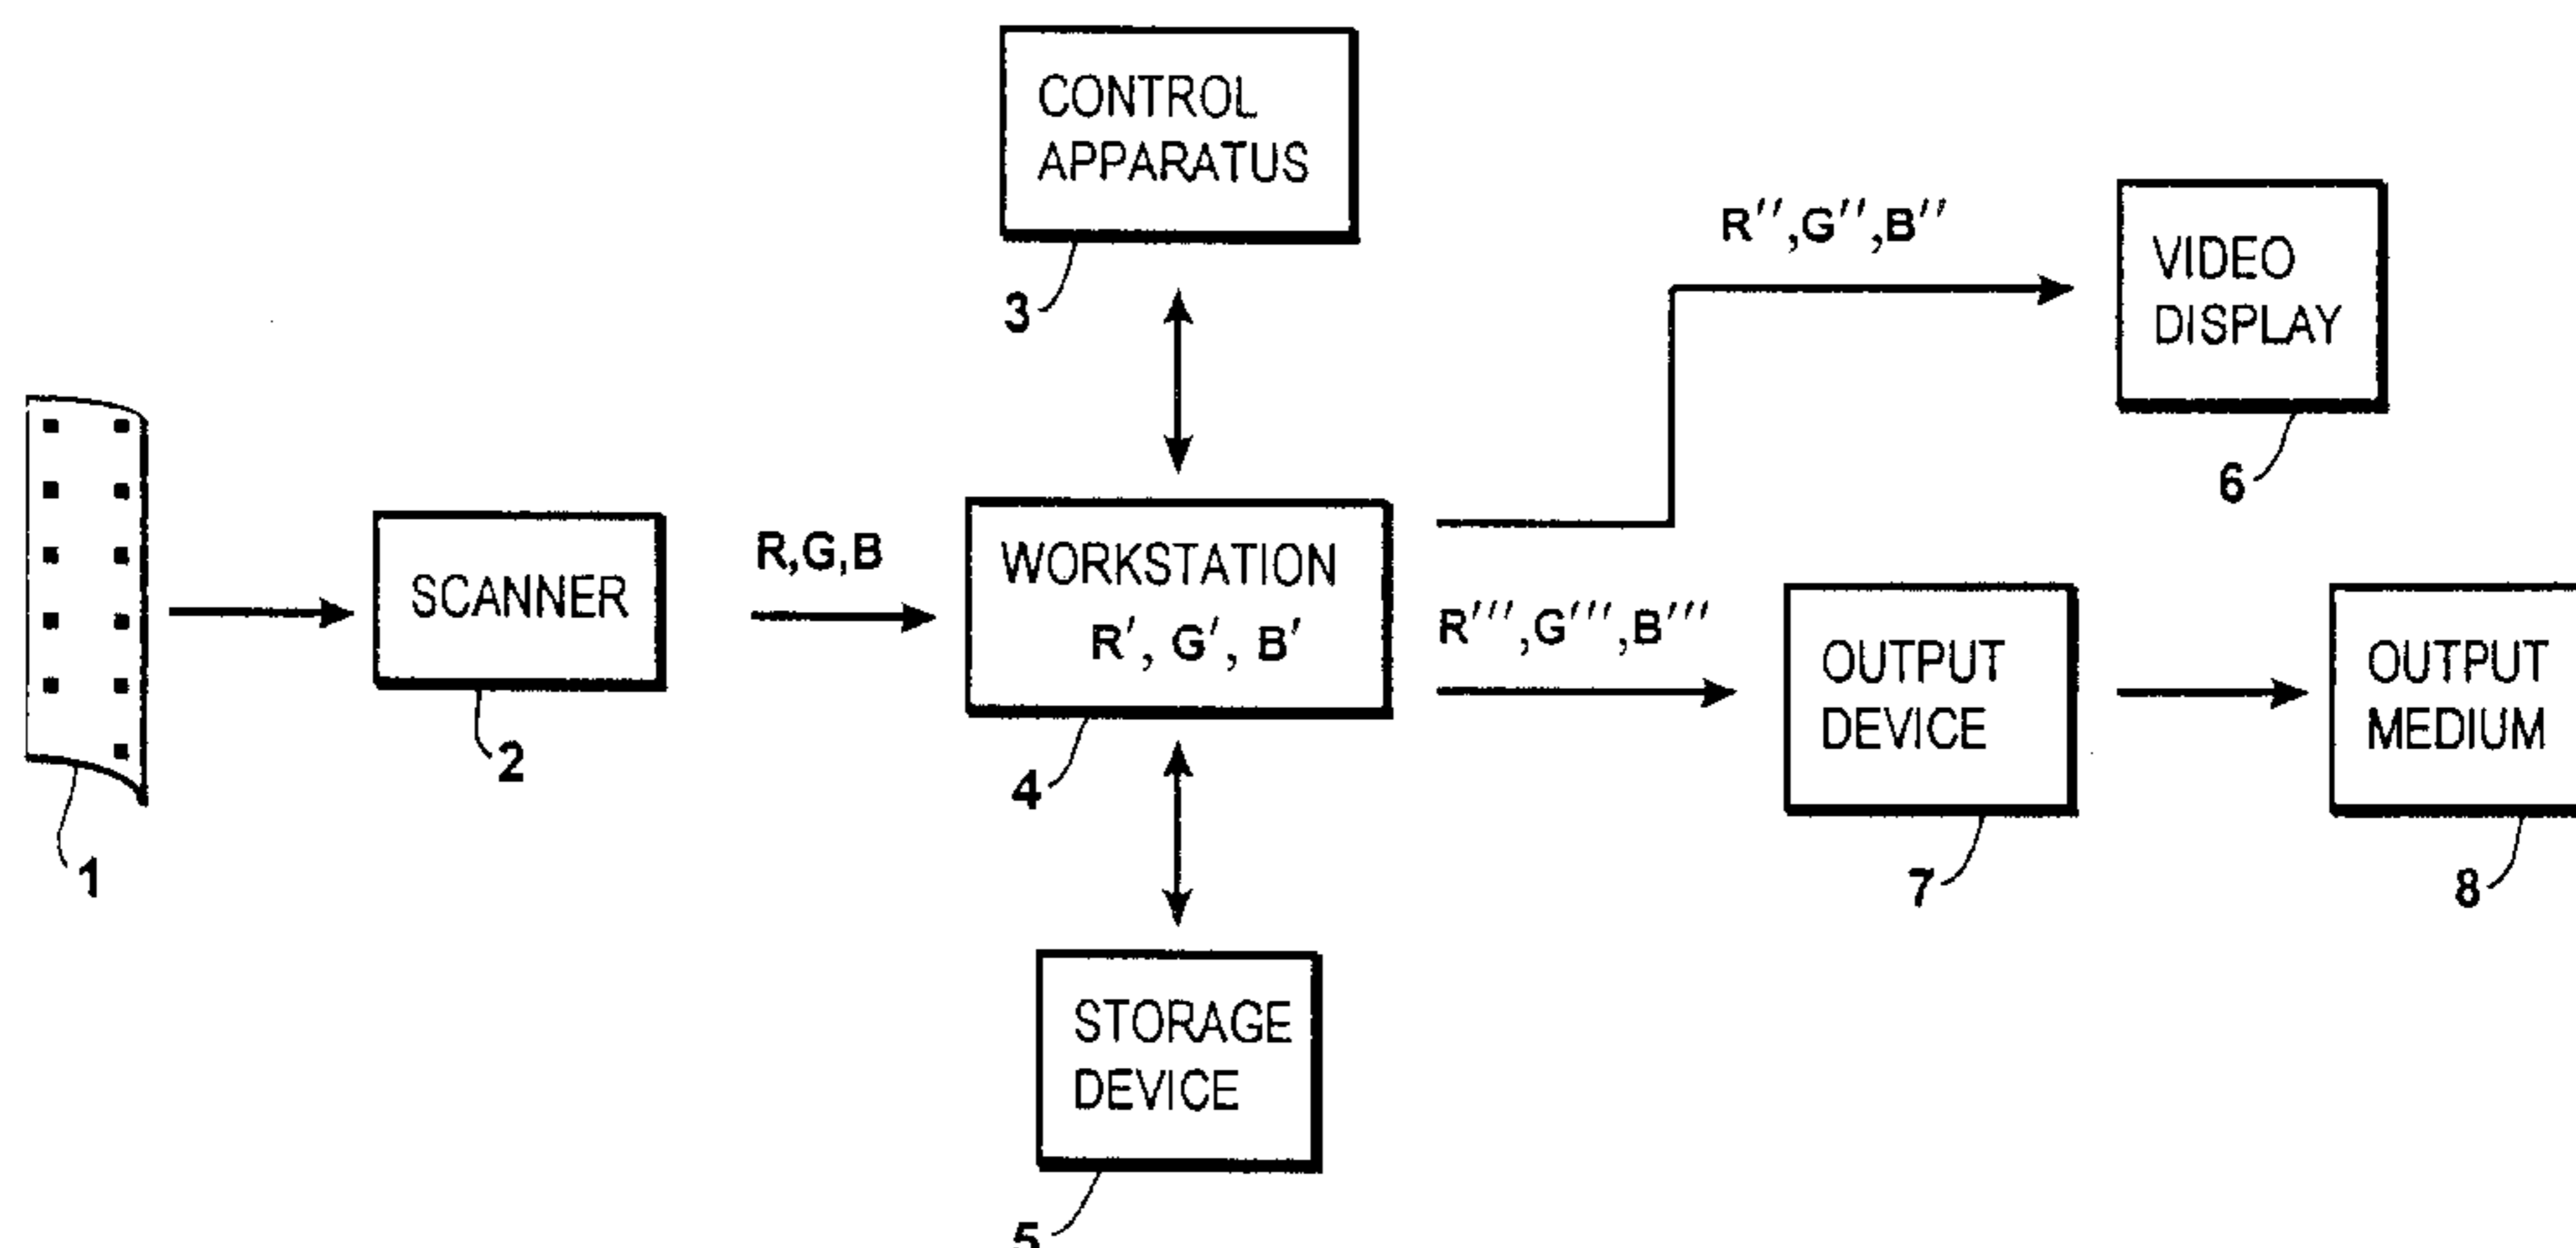 CONTROL
APPARATUS
3
R'',G'',B''
VIDEO
DISPLAY
6
1
SCANNER
2
R,G,B
WORKSTATION
R', G', B'
4
R''',G''',B'''
OUTPUT
DEVICE
7
OUTPUT
MEDIUM
8
STORAGE
DEVICE
5